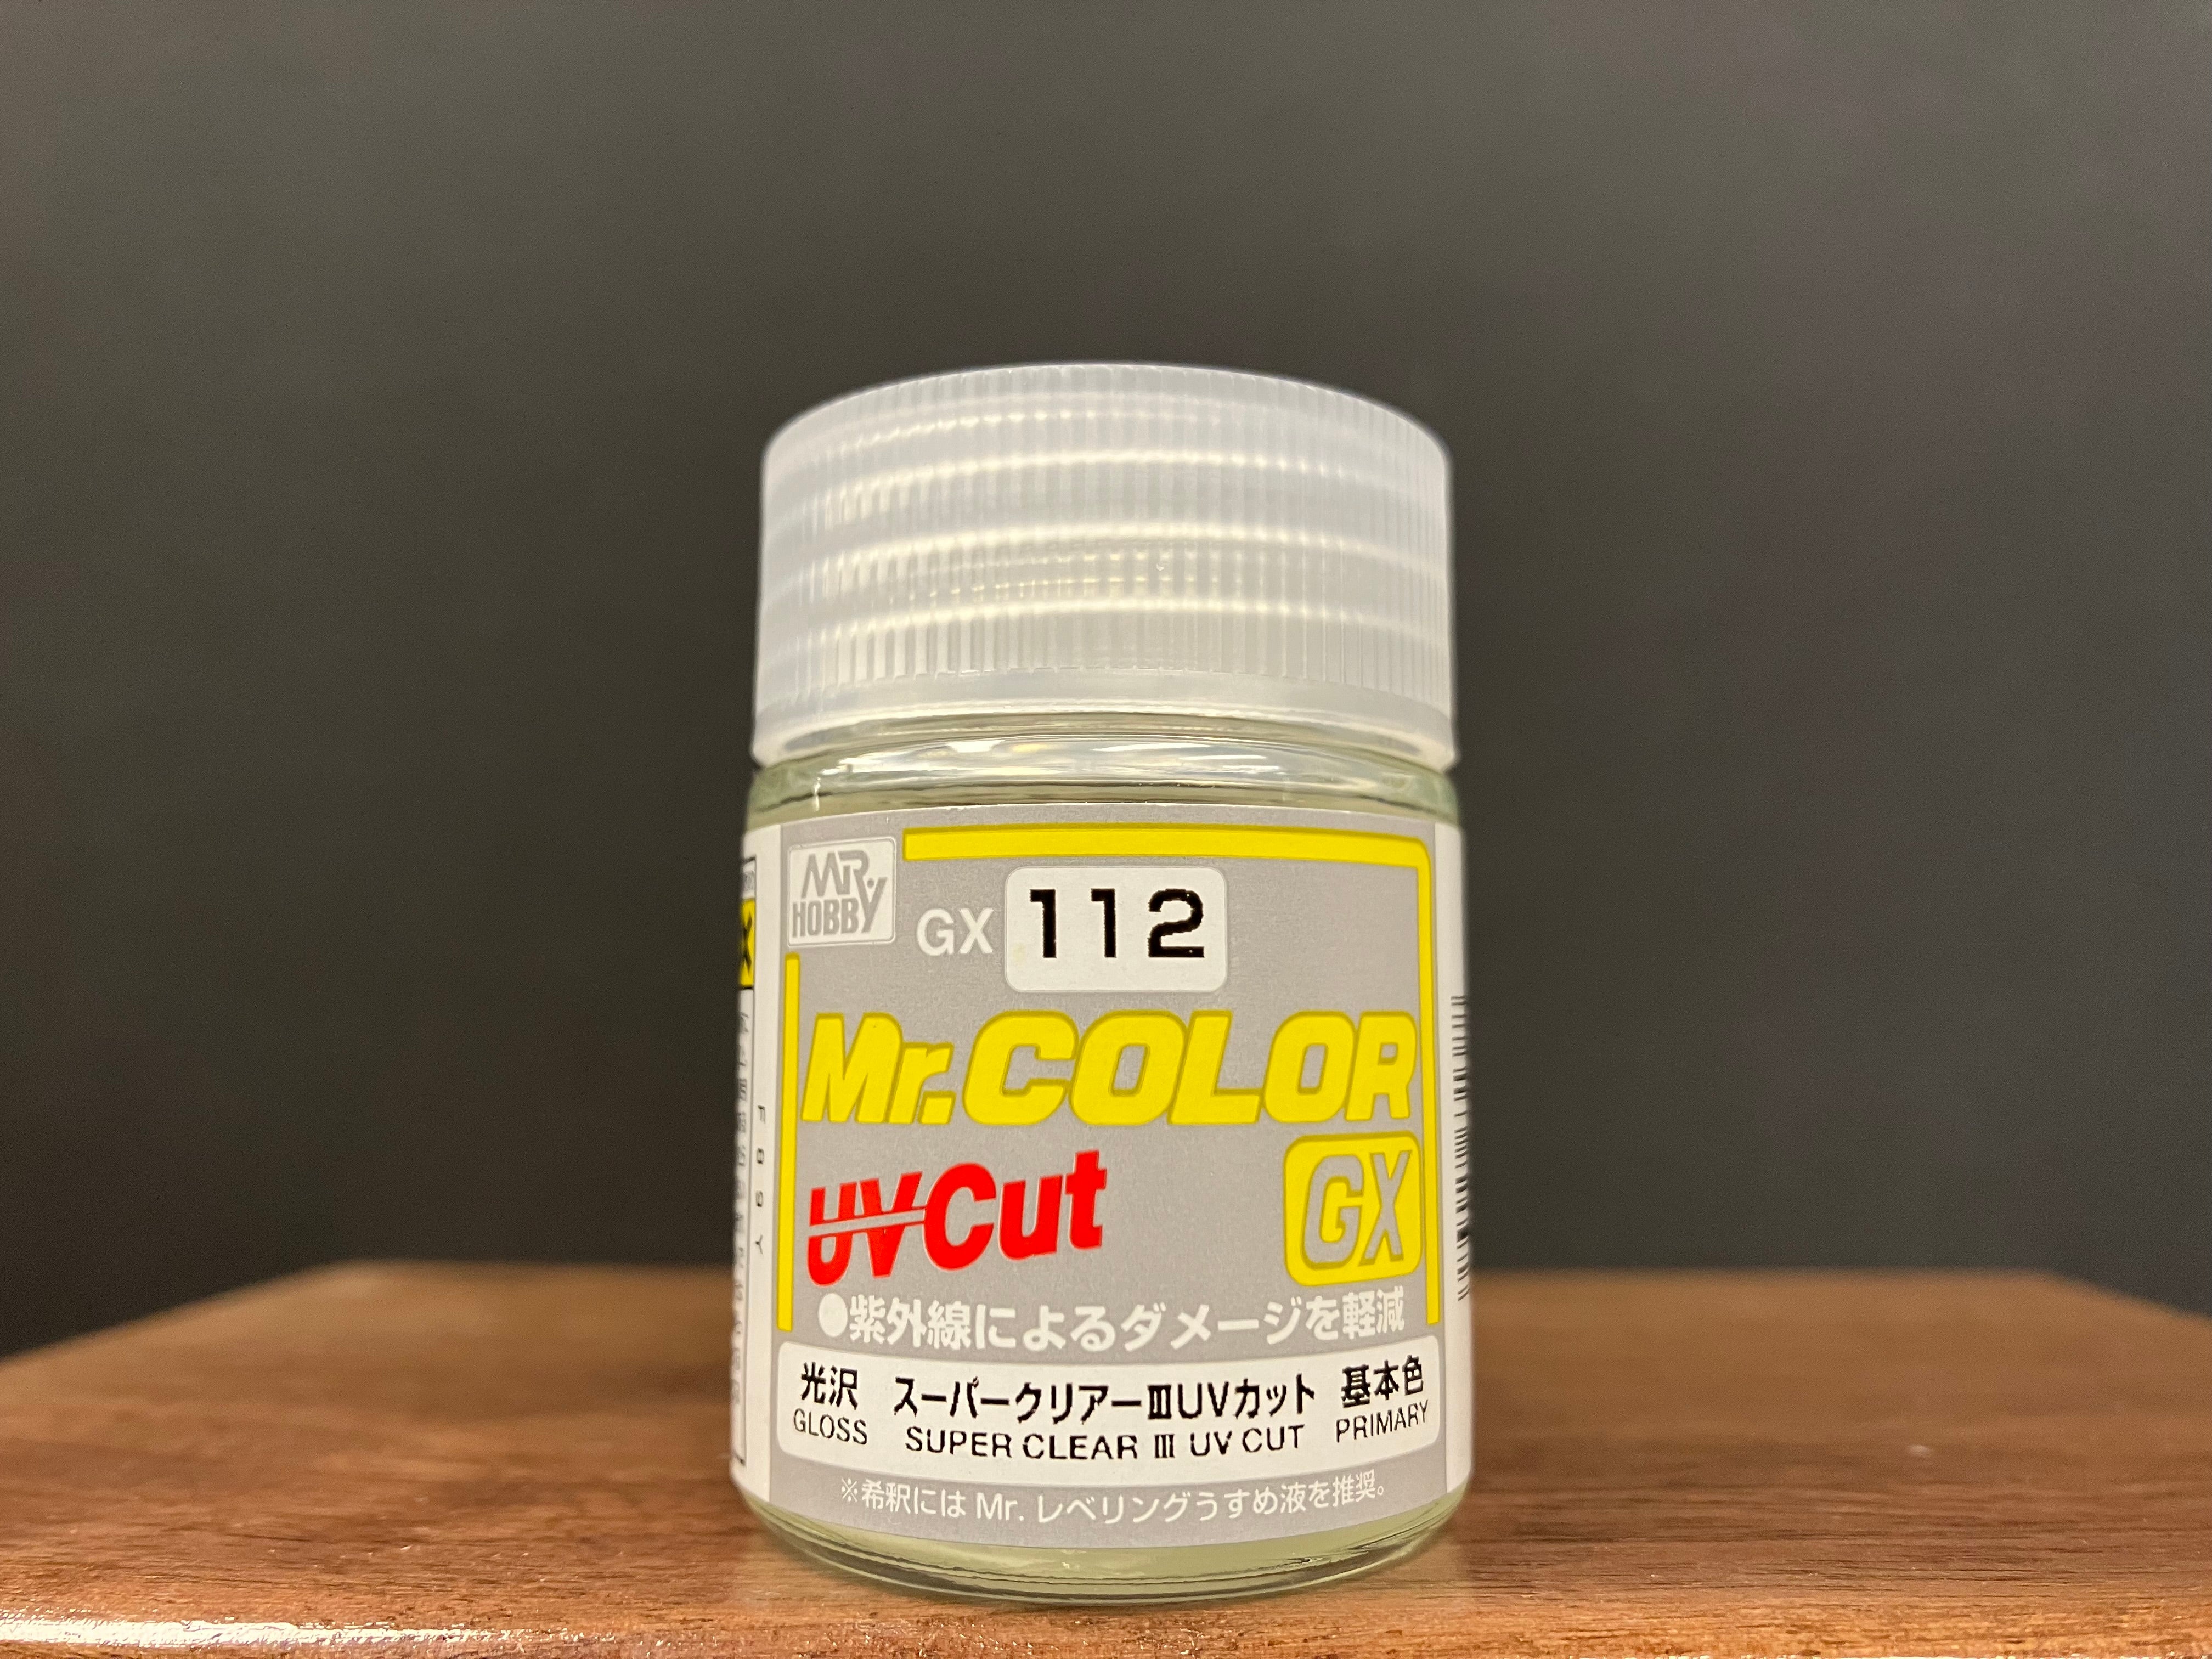 MR.
HOBBY
GX 112
Mr.COLOR
UV Cut GX
●紫外線によるダメージを軽減
光沢 スーパークリアーⅢUVカット 基本色
GLOSS SUPER CLEAR Ⅲ UV CUT PRIMARY
※希釈には Mr. レベリングうすめ液を推奨。